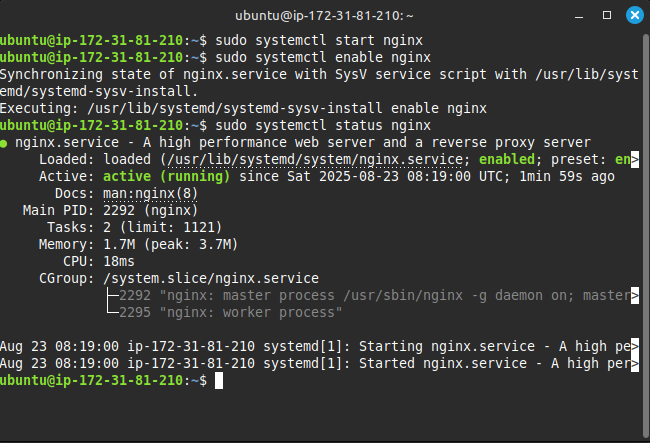 ubuntu@ip-172-31-81-210: ~
ubuntu@ip-172-31-81-210:~$ sudo systemctl start nginx
ubuntu@ip-172-31-81-210:~$ sudo systemctl enable nginx
Synchronizing state of nginx.service with SysV service script with /usr/lib/syst
emd/systemd-sysv-install.
Executing: /usr/lib/systemd/systemd-sysv-install enable nginx
ubuntu@ip-172-31-81-210:~$ sudo systemctl status nginx
● nginx.service - A high performance web server and a reverse proxy server
     Loaded: loaded (/usr/lib/systemd/system/nginx.service; enabled; preset: en>
     Active: active (running) since Sat 2025-08-23 08:19:00 UTC; 1min 59s ago
       Docs: man:nginx(8)
   Main PID: 2292 (nginx)
      Tasks: 2 (limit: 1121)
     Memory: 1.7M (peak: 3.7M)
        CPU: 18ms
     CGroup: /system.slice/nginx.service
             ├─2292 "nginx: master process /usr/sbin/nginx -g daemon on; master>
             └─2295 "nginx: worker process"
Aug 23 08:19:00 ip-172-31-81-210 systemd[1]: Starting nginx.service - A high pe>
Aug 23 08:19:00 ip-172-31-81-210 systemd[1]: Started nginx.service - A high per>
ubuntu@ip-172-31-81-210:~$